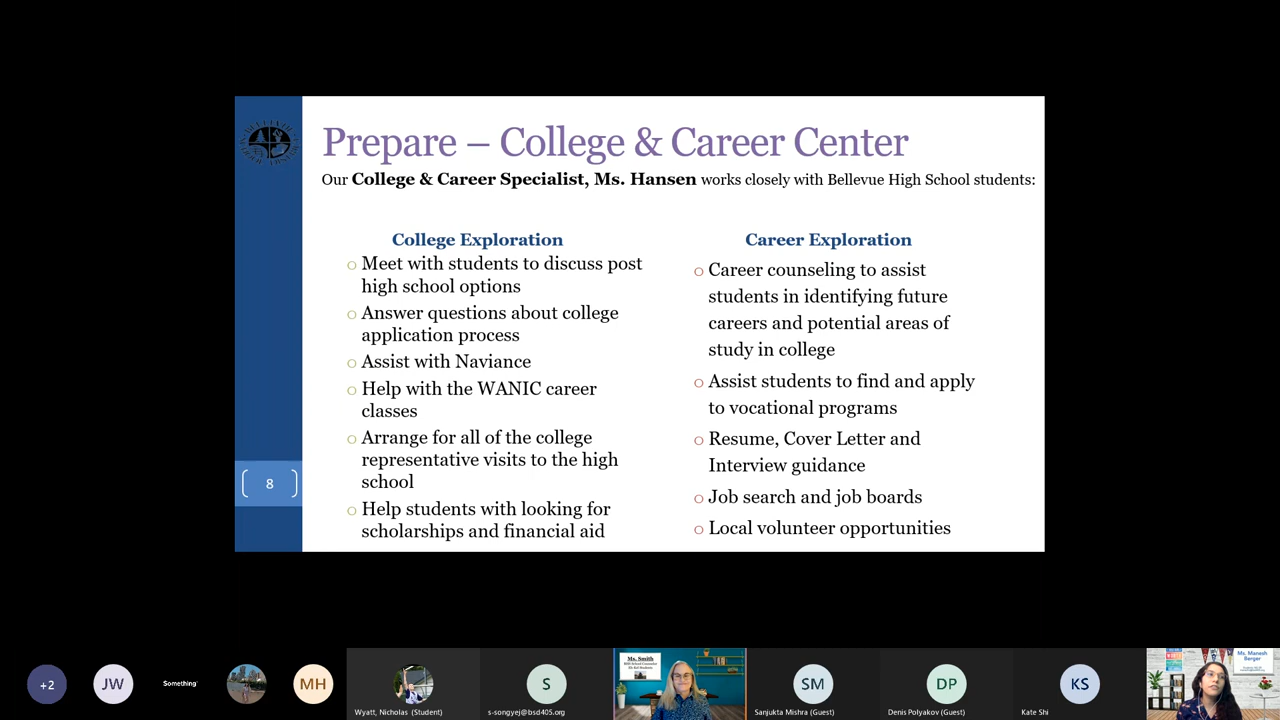 Prepare – College & Career Center
Our College & Career Specialist, Ms. Hansen works closely with Bellevue High School students:
College Exploration
Meet with students to discuss post
high school options
Answer questions about college
application process
Assist with Naviance
Help with the WANIC career
classes
Arrange for all of the college
representative visits to the high
school
Help students with looking for
scholarships and financial aid
Career Exploration
Career counseling to assist
students in identifying future
careers and potential areas of
study in college
Assist students to find and apply
to vocational programs
Resume, Cover Letter and
Interview guidance
Job search and job boards
Local volunteer opportunities
8
+2
JW
Something
MH
Wyatt, Nicholas (Student)
S
s-songyej@bsd405.org
Ms. Smith
SM
Sanjukta Mishra (Guest)
DP
Denis Polyakov (Guest)
KS
Kate Shi
Ms. Manesh
Berger